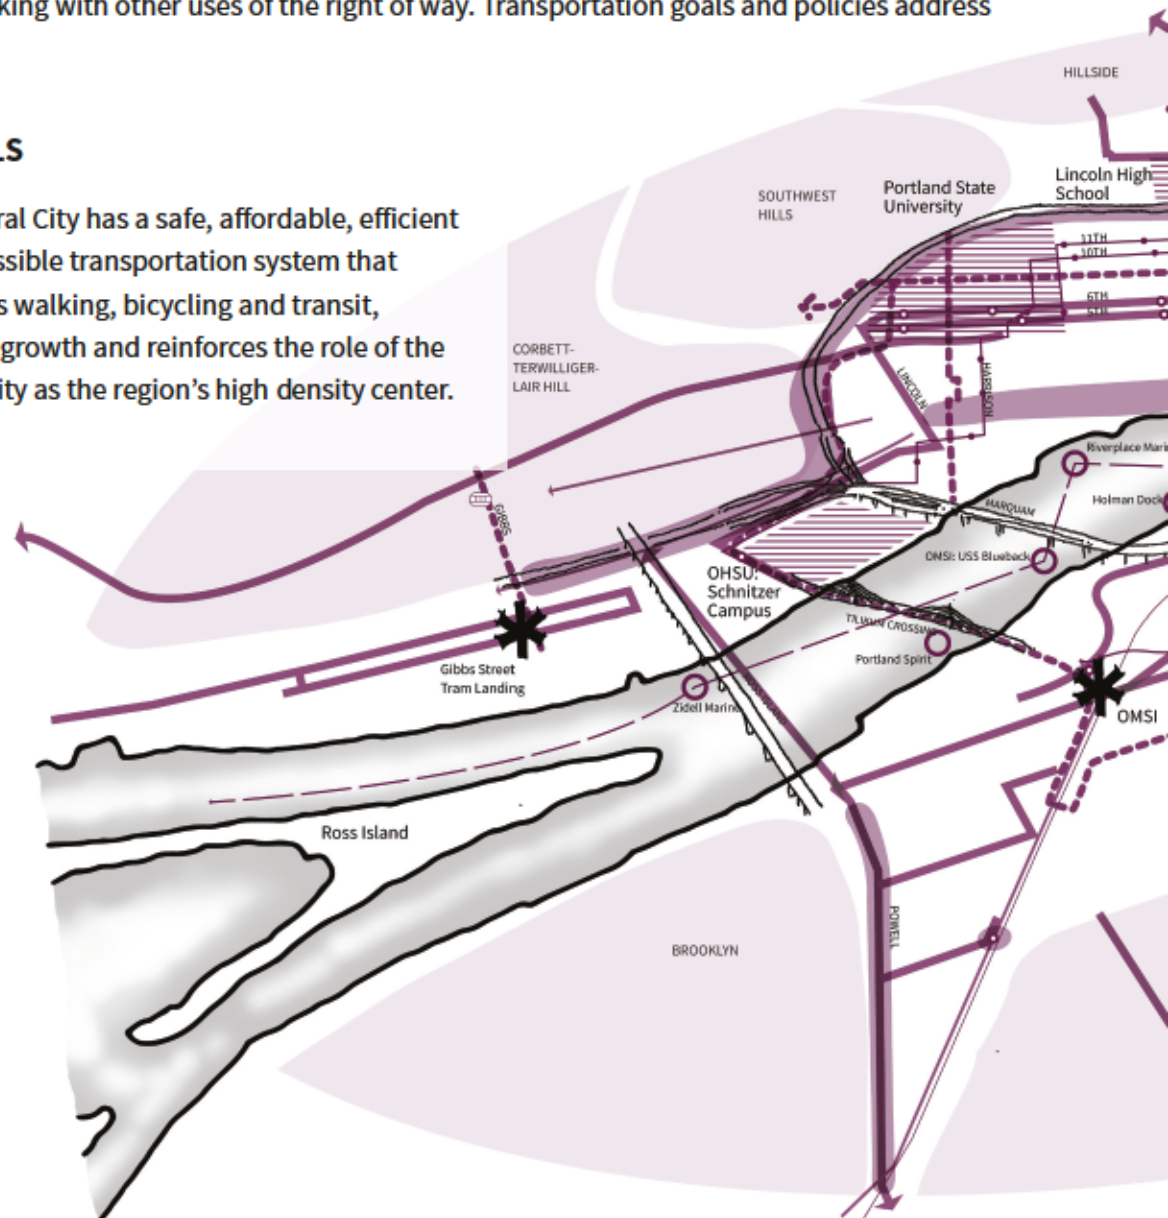 king with other uses of the right of way. Transportation goals and policies address
LS
ral City has a safe, affordable, efficient
ssible transportation system that
s walking, bicycling and transit,
growth and reinforces the role of the
ity as the region's high density center.
HILLSIDE
SOUTHWEST
HILLS
Portland State
University
Lincoln High
School
11TH
10TH
6TH
5TH
CORBETT-
TERWILLIGER-
LAIR HILL
LINCOLN
HARRISON
Riverplace Mari
Holman Dock
MARQUAM
GIBBS
OMSI: USS Blueback
OHSU:
Schnitzer
Campus
TILIKUM CROSSING
Portland Spirit
Gibbs Street
Tram Landing
Zidell Marine
ROSS ISLAND
OMSI
Ross Island
POWELL
BROOKLYN